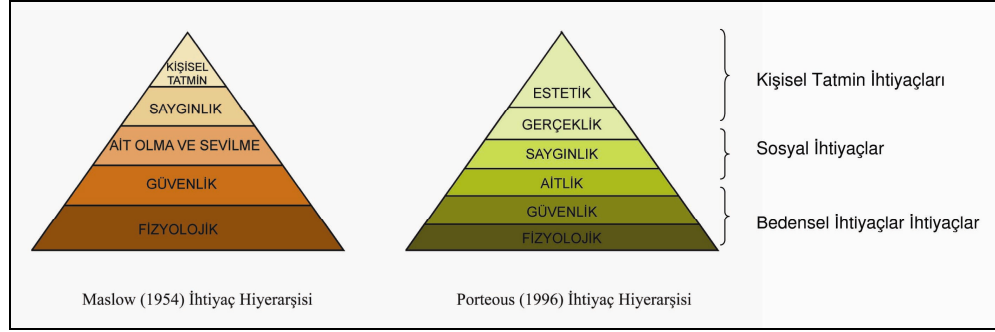 KİŞİSEL
TATMİN
SAYGINLIK
AİT OLMA VE SEVİLME
GÜVENLİK
FİZYOLOJİK
Maslow (1954) İhtiyaç Hiyerarşisi
ESTETİK
GERÇEKLİK
SAYGINLIK
AİTLİK
GÜVENLİK
FİZYOLOJİK
Porteous (1996) İhtiyaç Hiyerarşisi
Kişisel Tatmin İhtiyaçları
Sosyal İhtiyaçlar
Bedensel İhtiyaçlar İhtiyaçlar